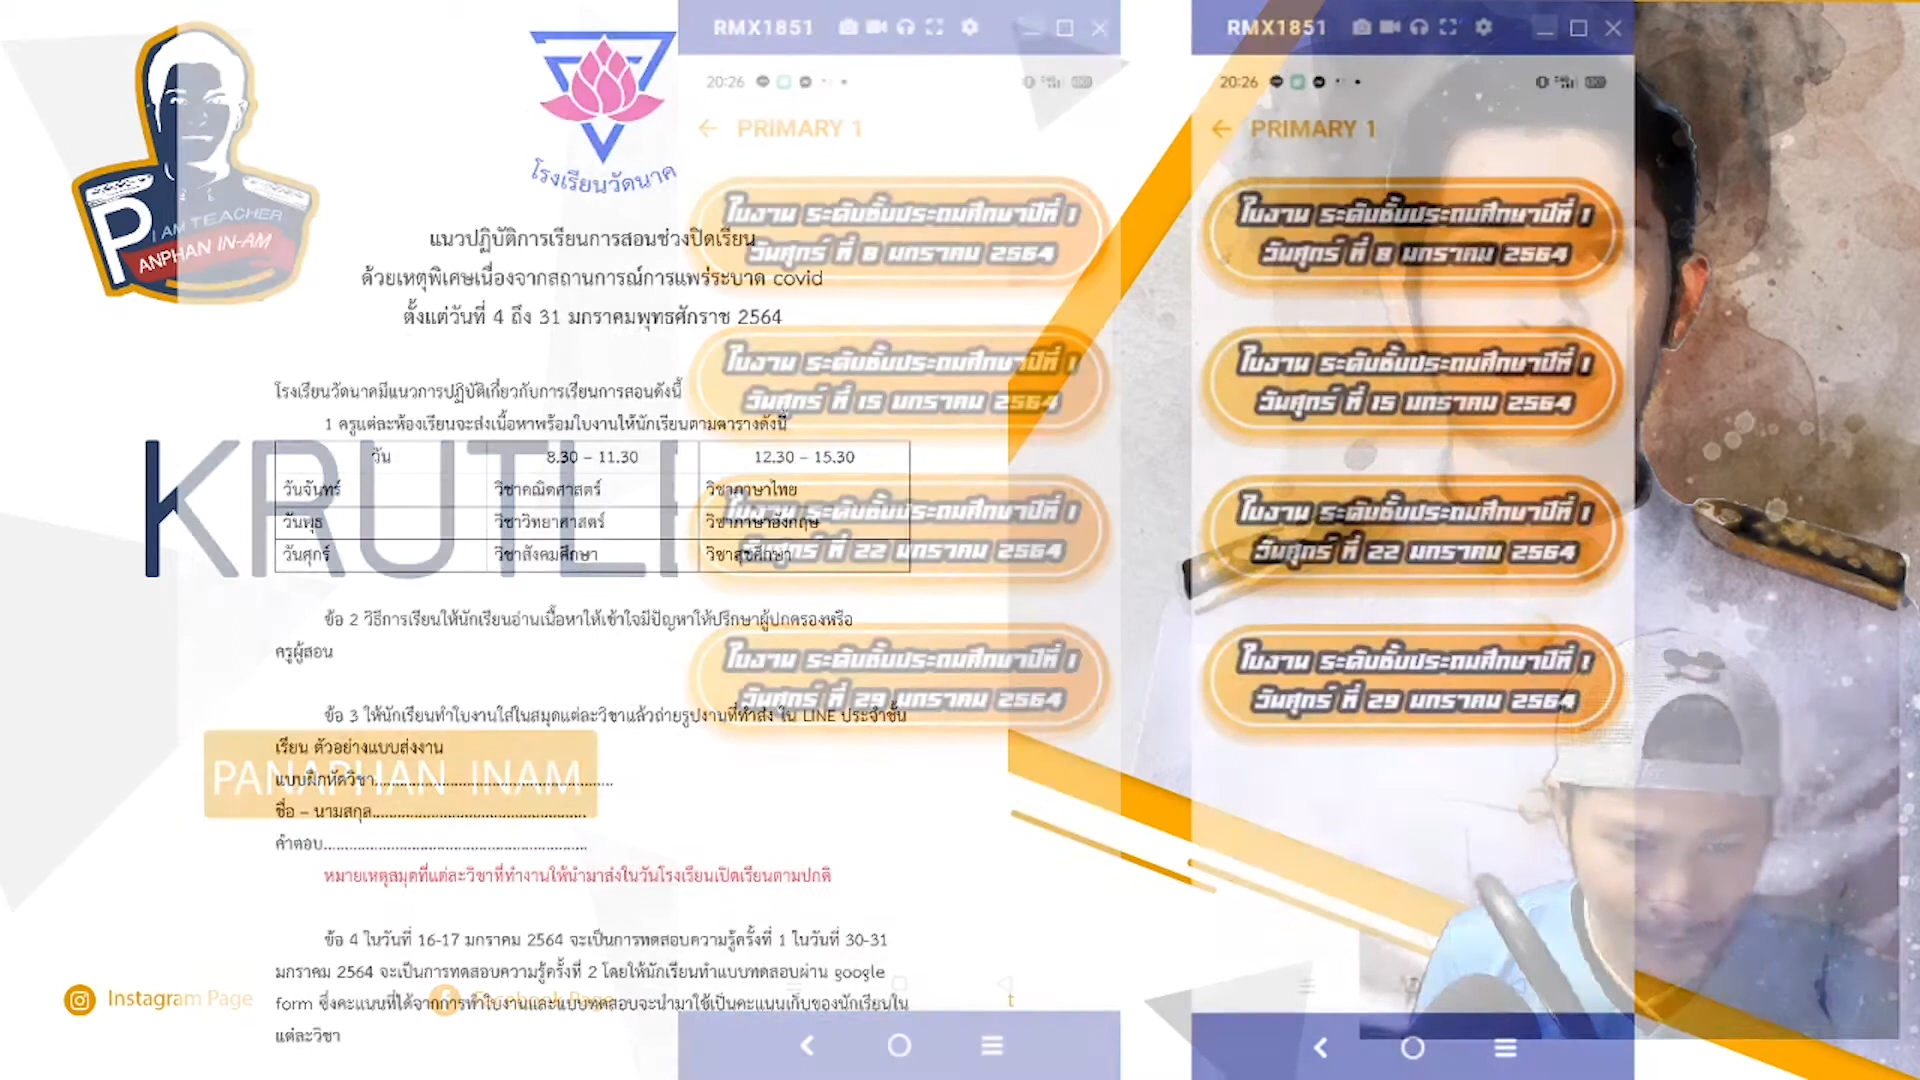 I AM TEACHER
PANPHAN IN-AM
โรงเรียนวัดนาค
แนวปฏิบัติการเรียนการสอนช่วงปิดเรียน
ด้วยเหตุพิเศษเนื่องจากสถานการณ์การแพร่ระบาด covid
ตั้งแต่วันที่ 4 ถึง 31 มกราคมพุทธศักราช 2564
โรงเรียนวัดนาคมีแนวการปฏิบัติเกี่ยวกับการเรียนการสอนดังนี้
1 ครูแต่ละห้องเรียนจะส่งเนื้อหาพร้อมใบงานให้นักเรียนตามตารางดังนี้
วัน 8.30 – 11.30 12.30 – 15.30
วันจันทร์ วิชาคณิตศาสตร์ วิชาภาษาไทย
วันพุธ วิชาวิทยาศาสตร์ วิชาภาษาอังกฤษ
วันศุกร์ วิชาสังคมศึกษา วิชาสุขศึกษา
ข้อ 2 วิธีการเรียนให้นักเรียนอ่านเนื้อหาให้เข้าใจมีปัญหาให้ปรึกษาผู้ปกครองหรือ
ครูผู้สอน
ข้อ 3 ให้นักเรียนทำใบงานใส่ในสมุดแต่ละวิชาแล้วถ่ายรูปงานที่ทำส่ง ใน LINE ประจำชั้น
เรียน ตัวอย่างแบบส่งงาน
แบบฝึกหัดวิชา
ชื่อ – นามสกุล
คำตอบ
หมายเหตุสมุดที่แต่ละวิชาที่ทำงานให้นำมาส่งในวันโรงเรียนเปิดเรียนตามปกติ
ข้อ 4 ในวันที่ 16-17 มกราคม 2564 จะเป็นการทดสอบความรู้ครั้งที่ 1 ในวันที่ 30-31
มกราคม 2564 จะเป็นการทดสอบความรู้ครั้งที่ 2 โดยให้นักเรียนทำแบบทดสอบผ่าน google
form ซึ่งคะแนนที่ได้จากการทำใบงานและแบบทดสอบจะนำมาใช้เป็นคะแนนเก็บของนักเรียนใน
แต่ละวิชา
PANAPHAN INAM
Instagram Page
Facebook Page
RMX1851
20:26
PRIMARY 1
ใบงาน ระดับชั้นประถมศึกษาปีที่ 1
วันศุกร์ ที่ 8 มกราคม 2564
ใบงาน ระดับชั้นประถมศึกษาปีที่ 1
วันศุกร์ ที่ 15 มกราคม 2564
ใบงาน ระดับชั้นประถมศึกษาปีที่ 1
วันศุกร์ ที่ 22 มกราคม 2564
ใบงาน ระดับชั้นประถมศึกษาปีที่ 1
วันศุกร์ ที่ 29 มกราคม 2564
RMX1851
20:26
PRIMARY 1
ใบงาน ระดับชั้นประถมศึกษาปีที่ 1
วันศุกร์ ที่ 8 มกราคม 2564
ใบงาน ระดับชั้นประถมศึกษาปีที่ 1
วันศุกร์ ที่ 15 มกราคม 2564
ใบงาน ระดับชั้นประถมศึกษาปีที่ 1
วันศุกร์ ที่ 22 มกราคม 2564
ใบงาน ระดับชั้นประถมศึกษาปีที่ 1
วันศุกร์ ที่ 29 มกราคม 2564